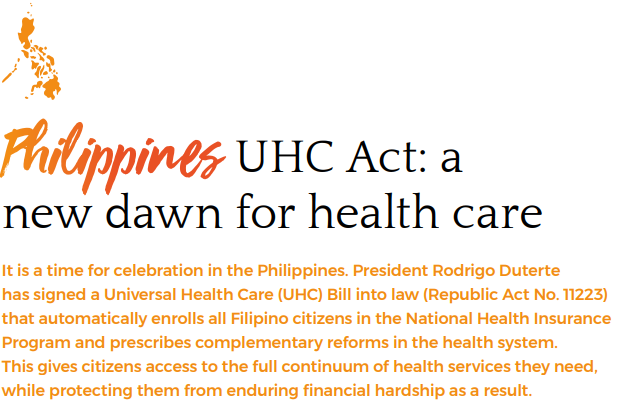 Philippines UHC Act: a
new dawn for health care
It is a time for celebration in the Philippines. President Rodrigo Duterte
has signed a Universal Health Care (UHC) Bill into law (Republic Act No. 11223)
that automatically enrolls all Filipino citizens in the National Health Insurance
Program and prescribes complementary reforms in the health system.
This gives citizens access to the full continuum of health services they need,
while protecting them from enduring financial hardship as a result.